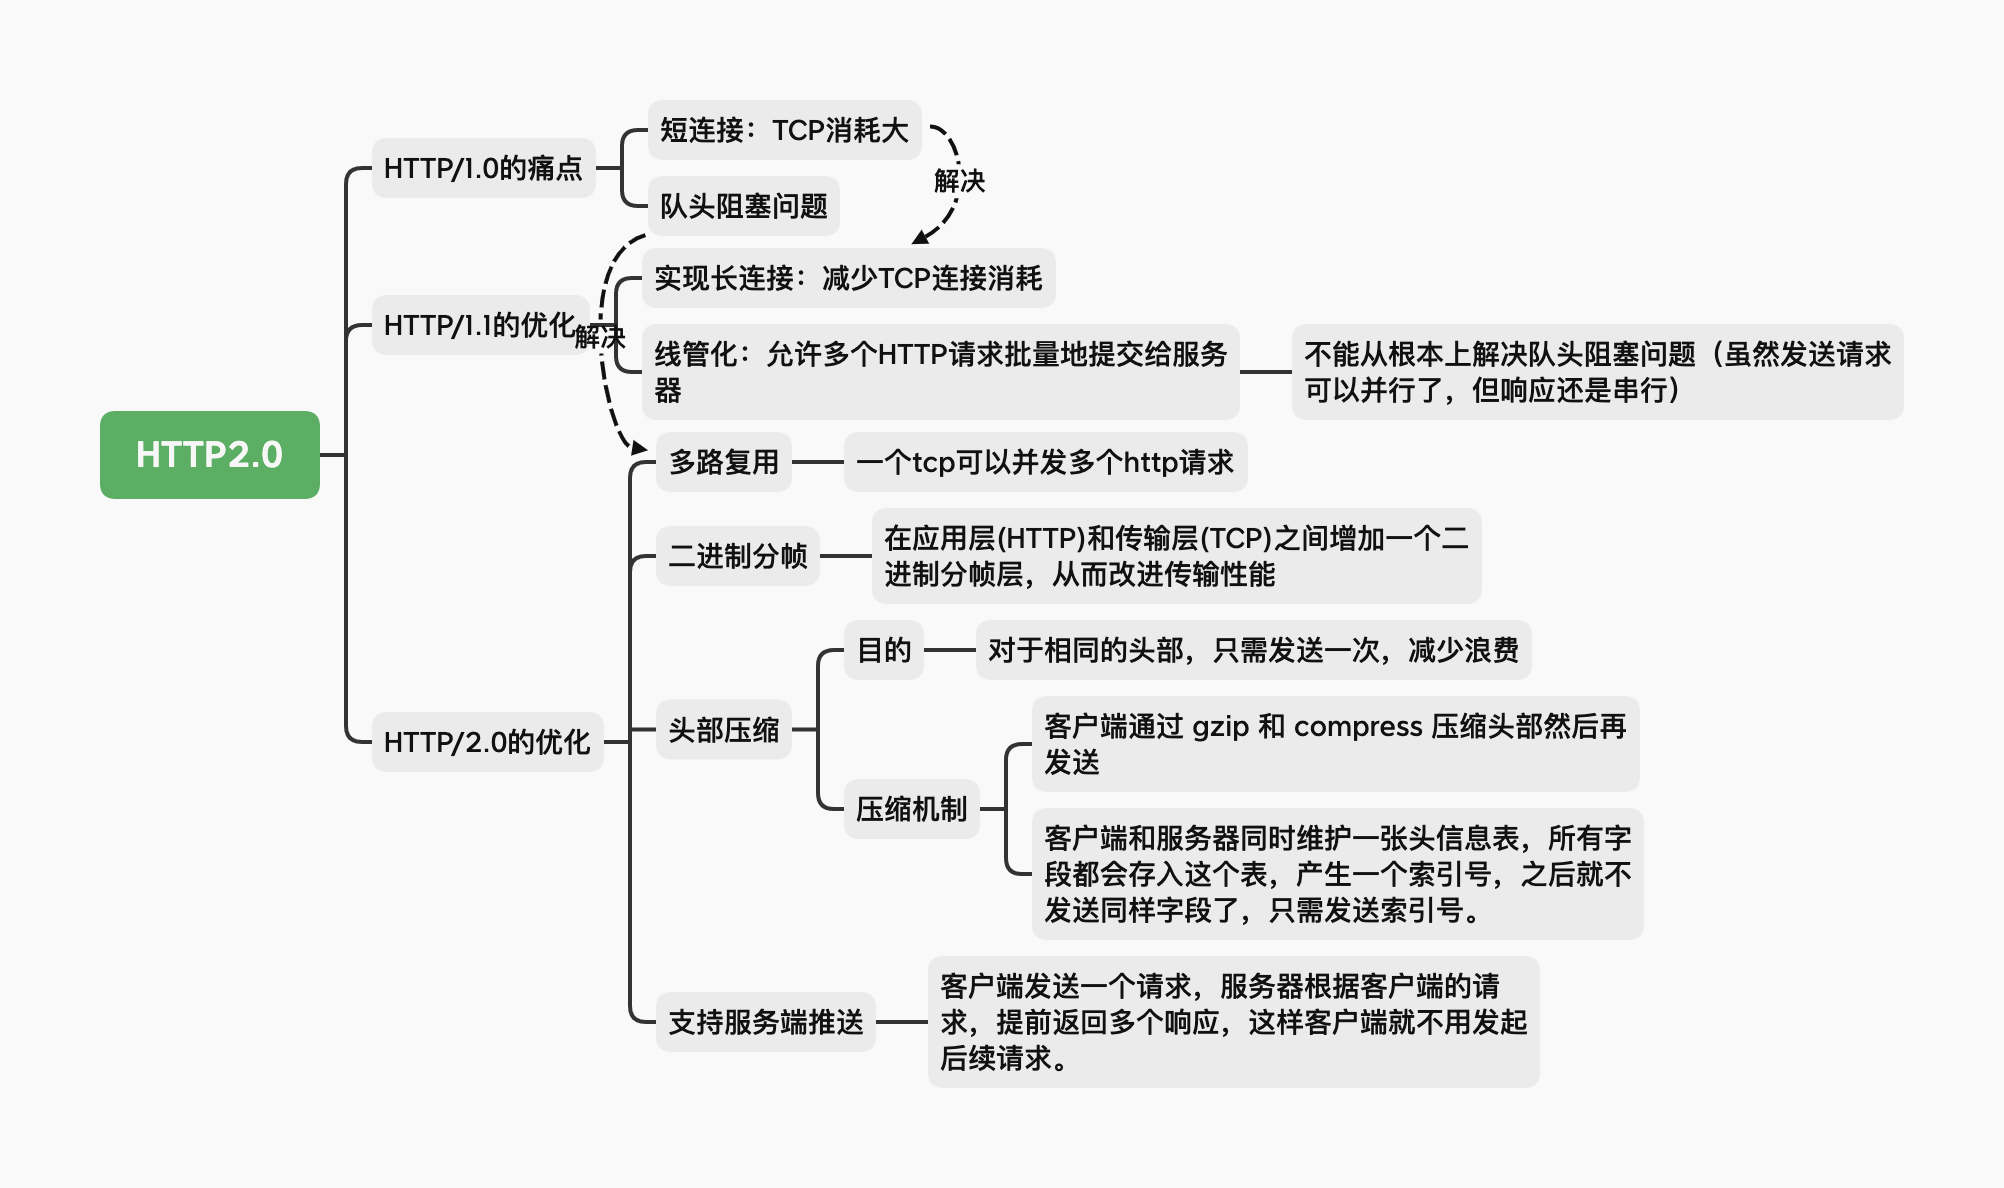 HTTP2.0
HTTP/1.0的痛点
短连接：TCP消耗大
队头阻塞问题
解决
HTTP/1.1的优化
解决
实现长连接：减少TCP连接消耗
线管化：允许多个HTTP请求批量地提交给服务
器
不能从根本上解决队头阻塞问题（虽然发送请求
可以并行了，但响应还是串行）
HTTP/2.0的优化
多路复用
一个tcp可以并发多个http请求
二进制分帧
在应用层(HTTP)和传输层(TCP)之间增加一个二
进制分帧层，从而改进传输性能
头部压缩
目的
对于相同的头部，只需发送一次，减少浪费
压缩机制
客户端通过 gzip 和 compress 压缩头部然后再
发送
客户端和服务器同时维护一张头信息表，所有字
段都会存入这个表，产生一个索引号，之后就不
发送同样字段了，只需发送索引号。
支持服务端推送
客户端发送一个请求，服务器根据客户端的请
求，提前返回多个响应，这样客户端就不用发起
后续请求。